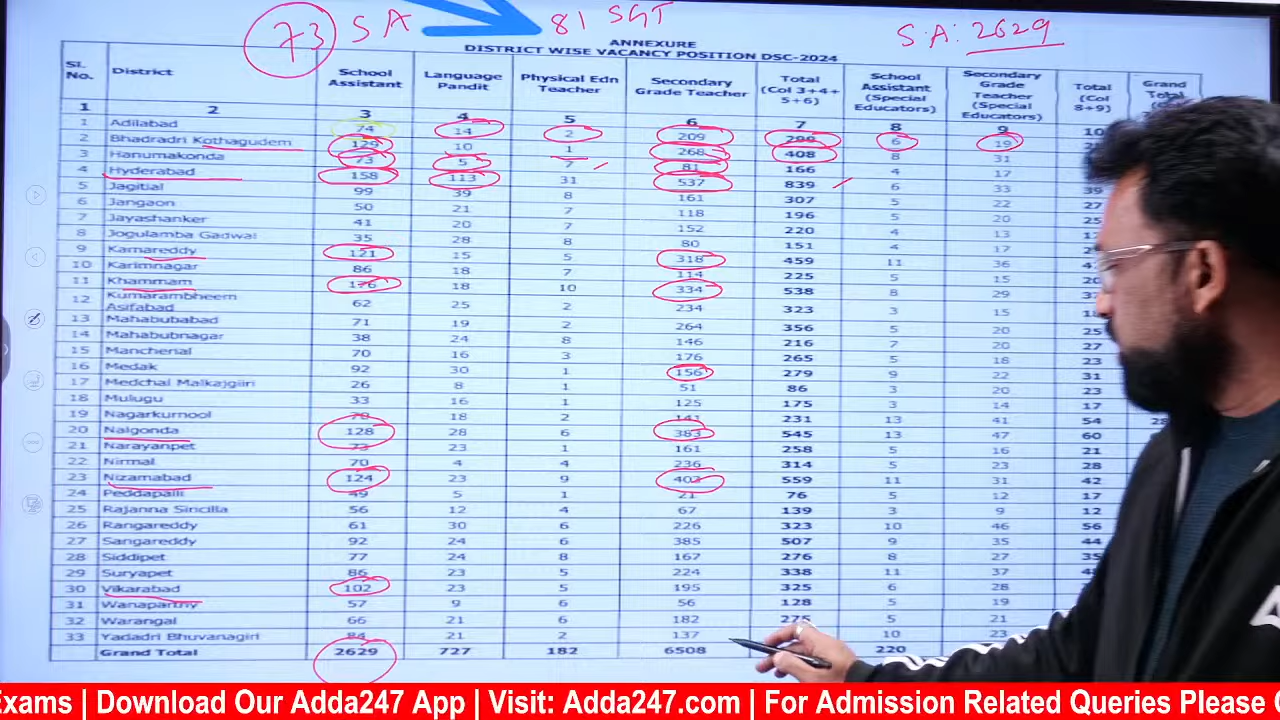 73 SA 81 SGT S.A: 2629
ANNEXURE
DISTRICT WISE VACANCY POSITION DSC-2024
Sl. No. District School Assistant Language Pandit Physical Edn Teacher Secondary Grade Teacher Total (Col 3+4+5+6) School Assistant (Special Educators) Secondary Grade Teacher (Special Educators) Total (Col 8+9) Grand Total
1 2 3 4 5 6 7 8 9 10
1 Adilabad 74 14 2 209 6 19
2 Bhadradri Kothagudem 129 10 1 268 408 8 31
3 Hanumakonda 73 5 7 81 166 4 17
4 Hyderabad 158 113 31 537 839 6 33 39
5 Jagitial 99 39 8 161 307 5 22 27
6 Jangaon 50 21 7 118 196 5 20 25
7 Jayashanker 41 20 7 152 220 4 13
8 Jogulamba Gadwal 35 28 8 80 151 4 17
9 Kamareddy 121 15 5 318 459 11 36
10 Karimnagar 86 18 7 114 225 5 15 20
11 Khammam 176 18 10 334 538 8 29
12 Kumarambheem Asifabad 62 25 2 234 323 3 15
13 Mahabubabad 71 19 2 264 356 5 20 25
14 Mahabubnagar 38 24 8 146 216 7 20 27
15 Mancherial 70 16 3 176 265 5 18 23
16 Medak 92 30 1 156 279 9 22 31
17 Medchal Malkajgiiri 26 8 1 51 86 3 20 23
18 Mulugu 33 16 1 125 175 3 14 17
19 Nagarkurnool 18 2 231 13 41 54
20 Nalgonda 128 28 6 383 545 13 47 60
21 Narayanpet 73 23 1 161 258 5 16 21
22 Nirmal 70 4 4 236 314 5 23 28
23 Nizamabad 124 23 9 403 559 11 31 42
24 Peddapalli 49 5 1 21 76 5 12 17
25 Rajanna Siricilla 56 12 4 67 139 3 9 12
26 Rangareddy 61 30 6 226 323 10 46 56
27 Sangareddy 92 24 6 385 507 9 35 44
28 Siddipet 77 24 8 167 276 8 27 35
29 Suryapet 86 23 5 224 338 11 37
30 Vikarabad 102 23 5 195 325 6 28
31 Wanaparthy 57 9 6 56 128 5 19
32 Warangal 66 21 6 182 275 5 21
33 Yadadri Bhuvanagiri 84 21 2 137 10 23
Grand Total 2629 727 182 6508 220
Exams | Download Our Adda247 App | Visit: Adda247.com | For Admission Related Queries Please